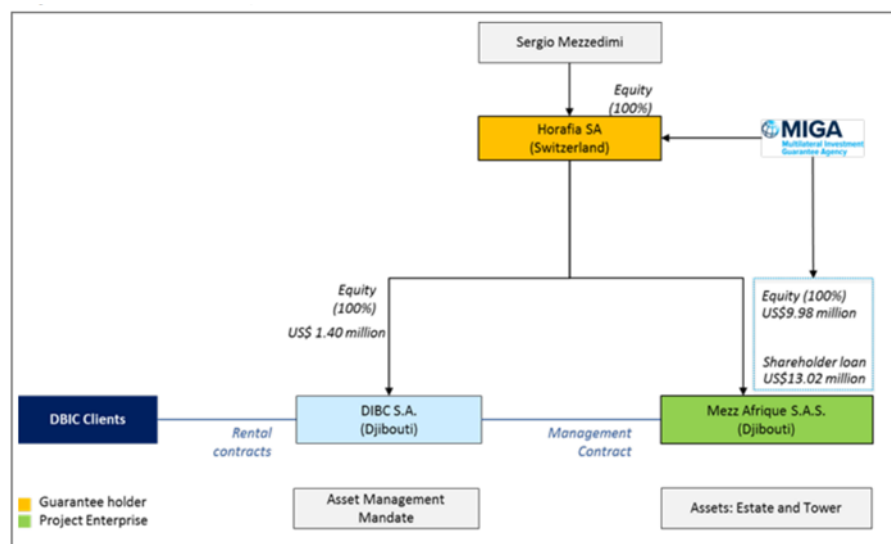 Sergio Mezzedimi
Equity
(100%)
Horafia SA
(Switzerland)
MIGA
Multilateral Investment
Guarantee Agency
Equity
(100%)
US$ 1.40 million
Equity (100%)
US$9.98 million
Shareholder loan
US$13.02 million
DBIC Clients
Rental
contracts
DIBC S.A.
(Djibouti)
Management
Contract
Mezz Afrique S.A.S.
(Djibouti)
Guarantee holder
Project Enterprise
Asset Management
Mandate
Assets: Estate and Tower